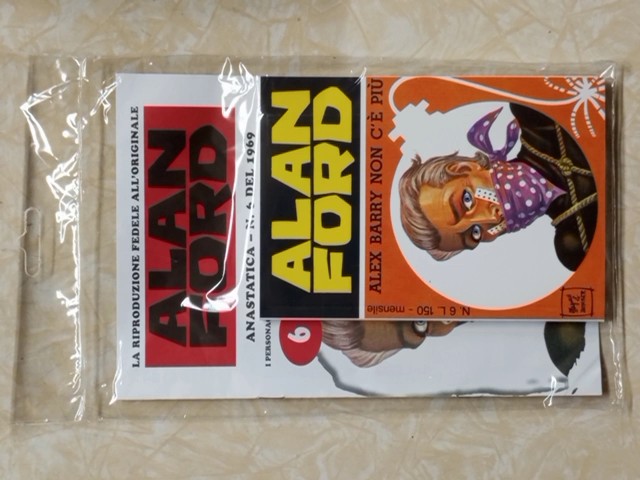 LA RIPRODUZIONE FEDELE ALL'ORIGINALE
ALAN
FORD
ANASTATICA - N. 6 DEL 1969
I PERSONA
6
ALAN
FORD
ALEX BARRY NON C'È PIÙ
N. 6 L. 150 - mensile